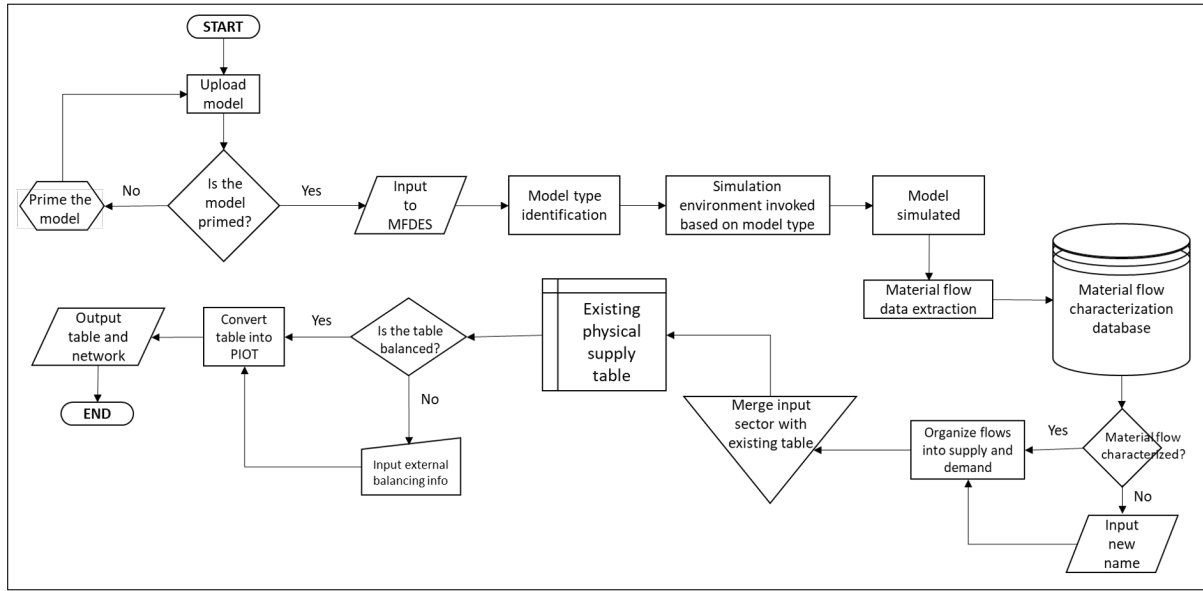 START
Upload
model
Is the
model
primed?
No
Yes
Prime the
model
Input
to
MFDES
Model type
identification
Simulation
environment invoked
based on model type
Model
simulated
Material flow
data extraction
Material flow
characterization
database
Material flow
characterized?
Yes
No
Input
new
name
Organize flows
into supply and
demand
Merge input
sector with
existing table
Existing
physical
supply
table
Is the table
balanced?
Yes
No
Input external
balancing info
Convert
table into
PIOT
Output
table and
network
END